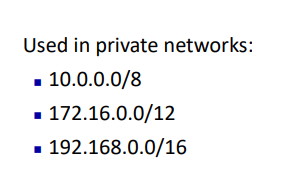 Used in private networks:
▪ 10.0.0.0/8
▪ 172.16.0.0/12
▪ 192.168.0.0/16